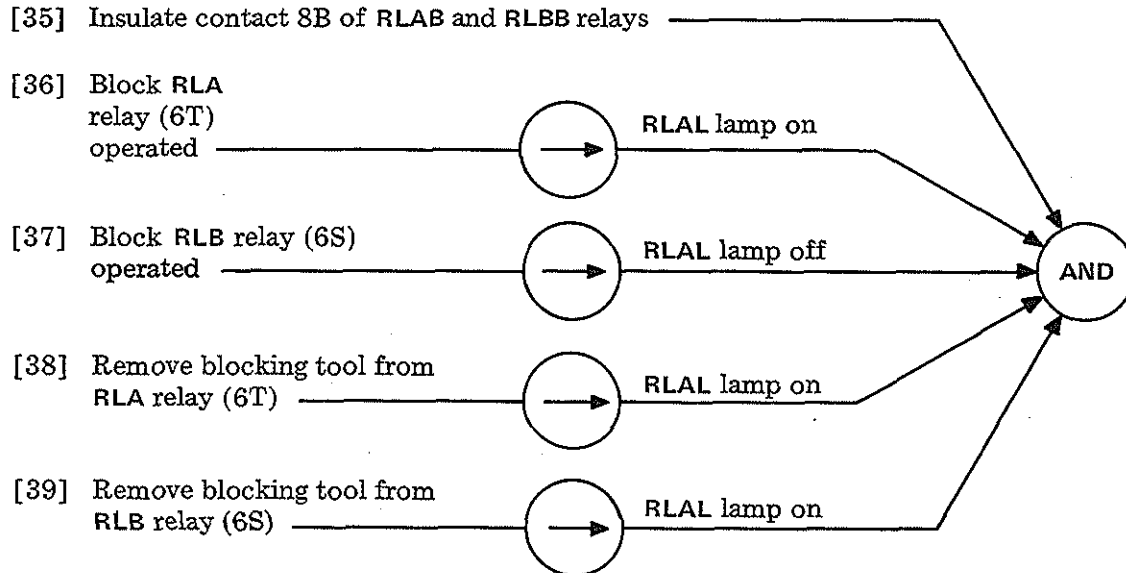 [35] Insulate contact 8B of RLAB and RLBB relays
[36] Block RLA
relay (6T)
operated
RLAL lamp on
[37] Block RLB relay (6S)
operated
RLAL lamp off
AND
[38] Remove blocking tool from
RLA relay (6T)
RLAL lamp on
[39] Remove blocking tool from
RLB relay (6S)
RLAL lamp on